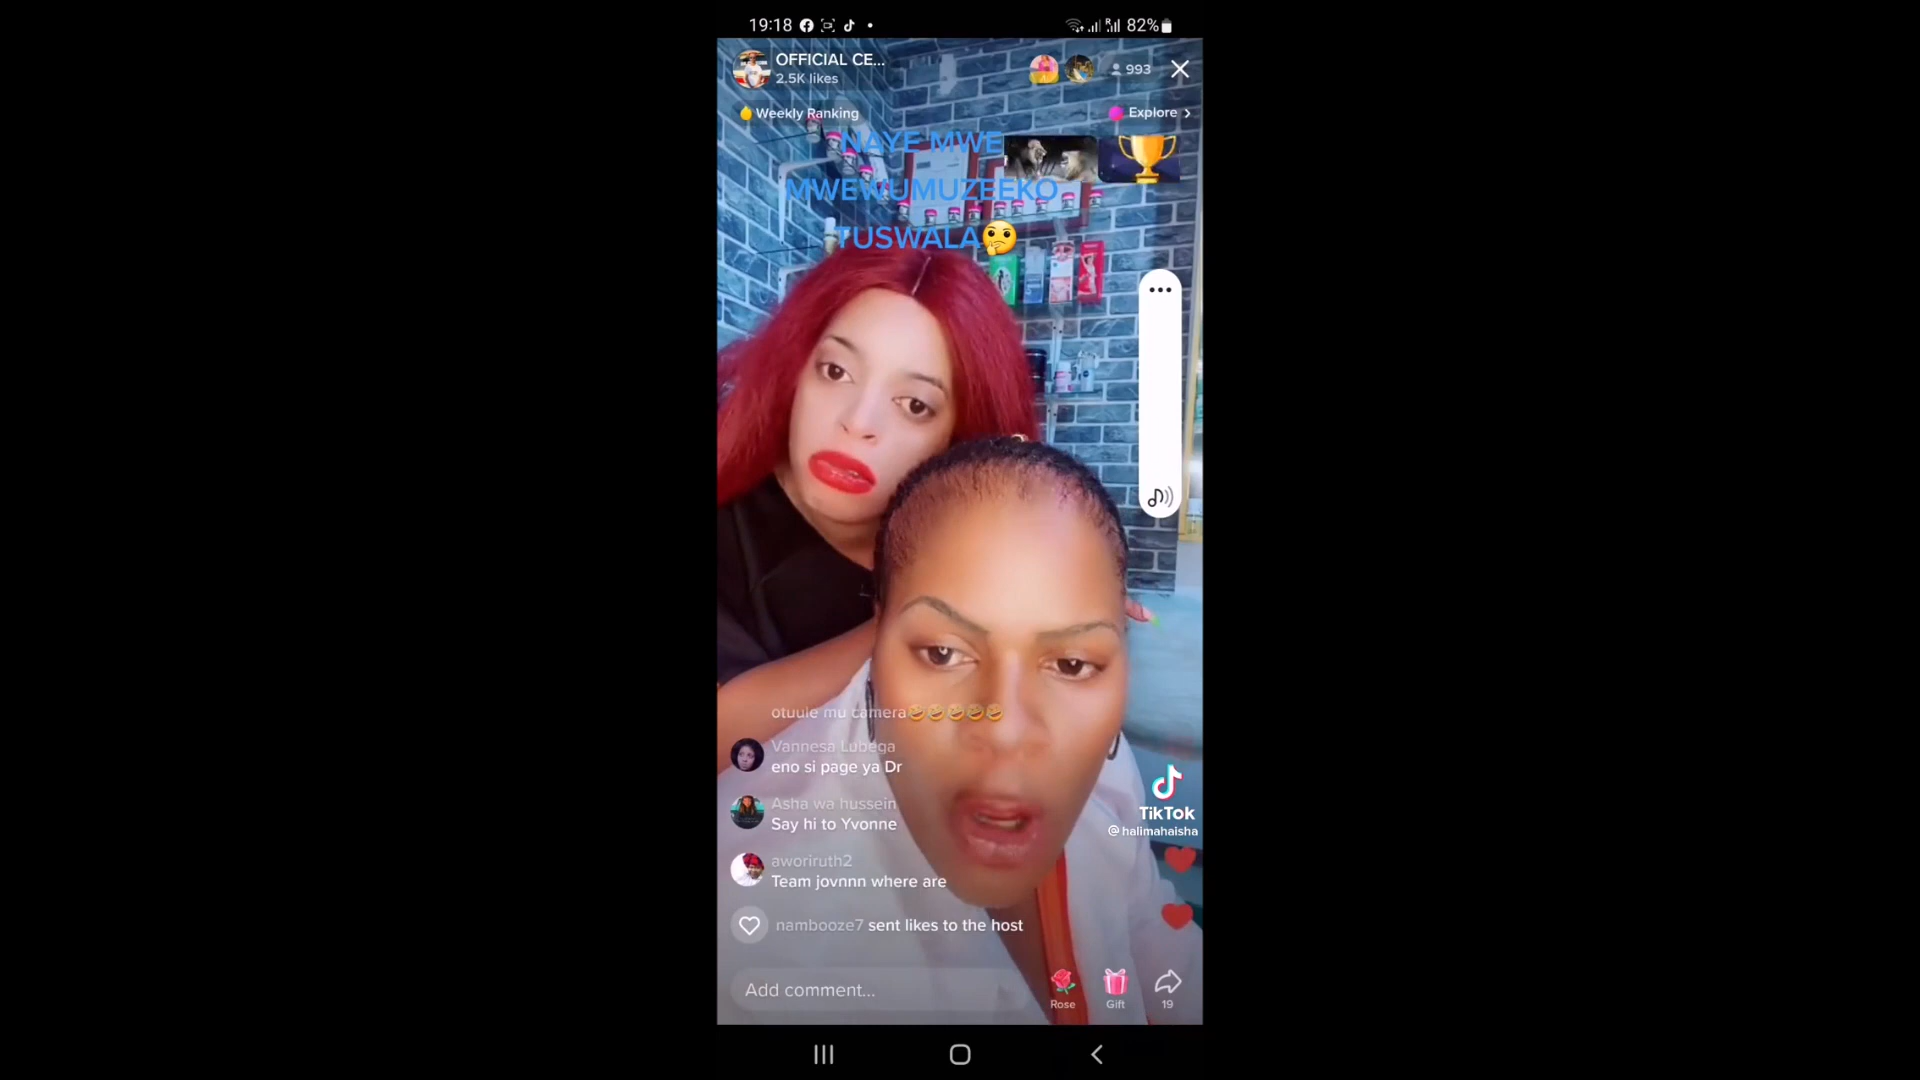 19:18
82%
OFFICIAL CE...
2.5K likes
993
Weekly Ranking
Explore
NAYE MWE
MWEWUMUZEEKO
TUSWALA🤔
otuule mu camera🤣🤣🤣🤣🤣
Vannesa Lubega
eno si page ya Dr
Asha wa hussein
Say hi to Yvonne
aworiruth2
Team jovnnn where are
nambooze7 sent likes to the host
TikTok
@halimahaisha
Add comment...
Rose
Gift
19